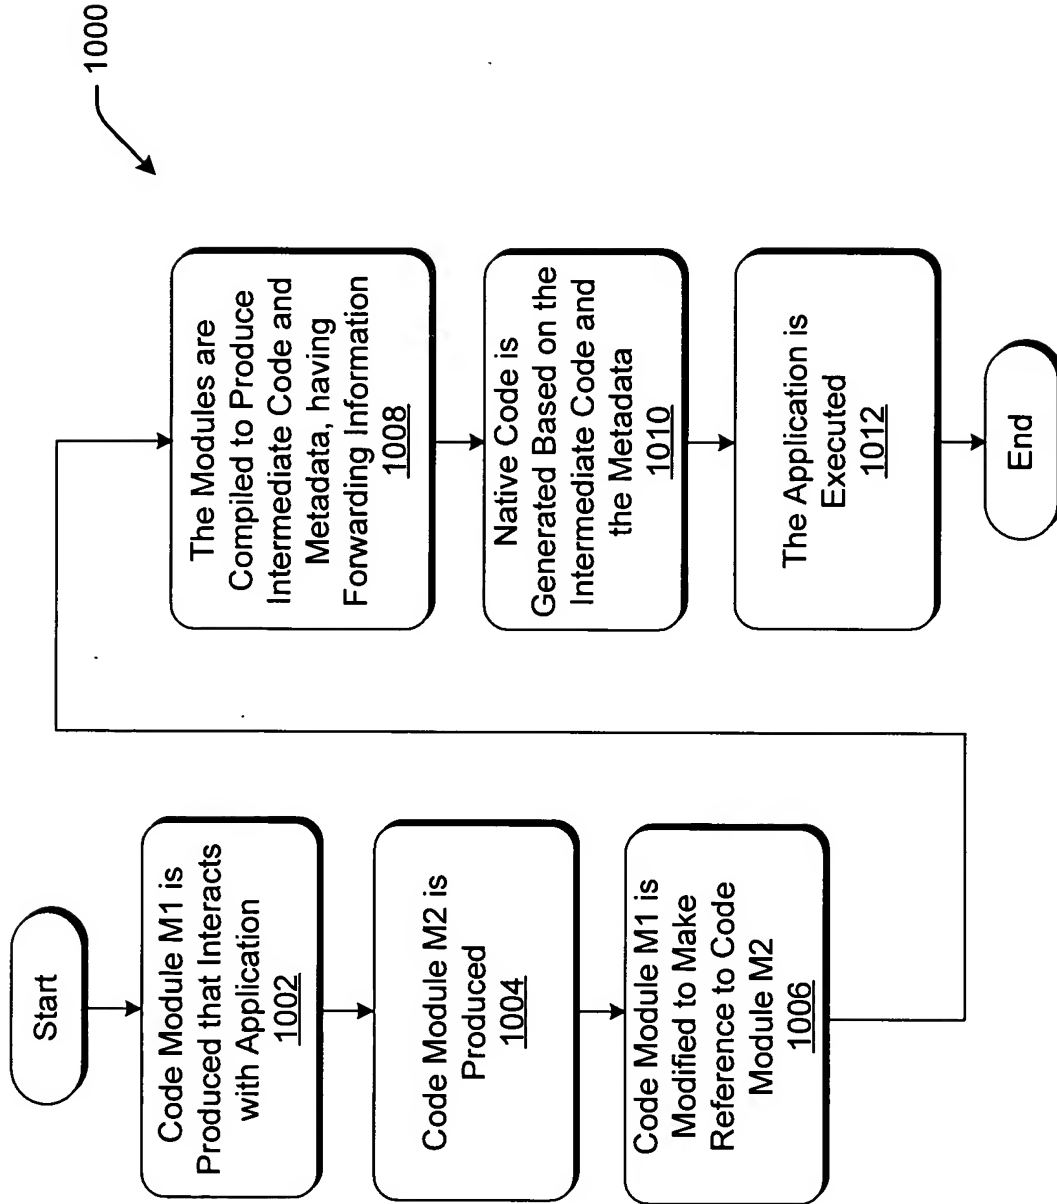 1000
Start
Code Module M1 is
Produced that Interacts
with Application
1002
Code Module M2 is
Produced
1004
Code Module M1 is
Modified to Make
Reference to Code
Module M2
1006
The Modules are
Compiled to Produce
Intermediate Code and
Metadata, having
Forwarding Information
1008
Native Code is
Generated Based on the
Intermediate Code and
the Metadata
1010
The Application is
Executed
1012
End